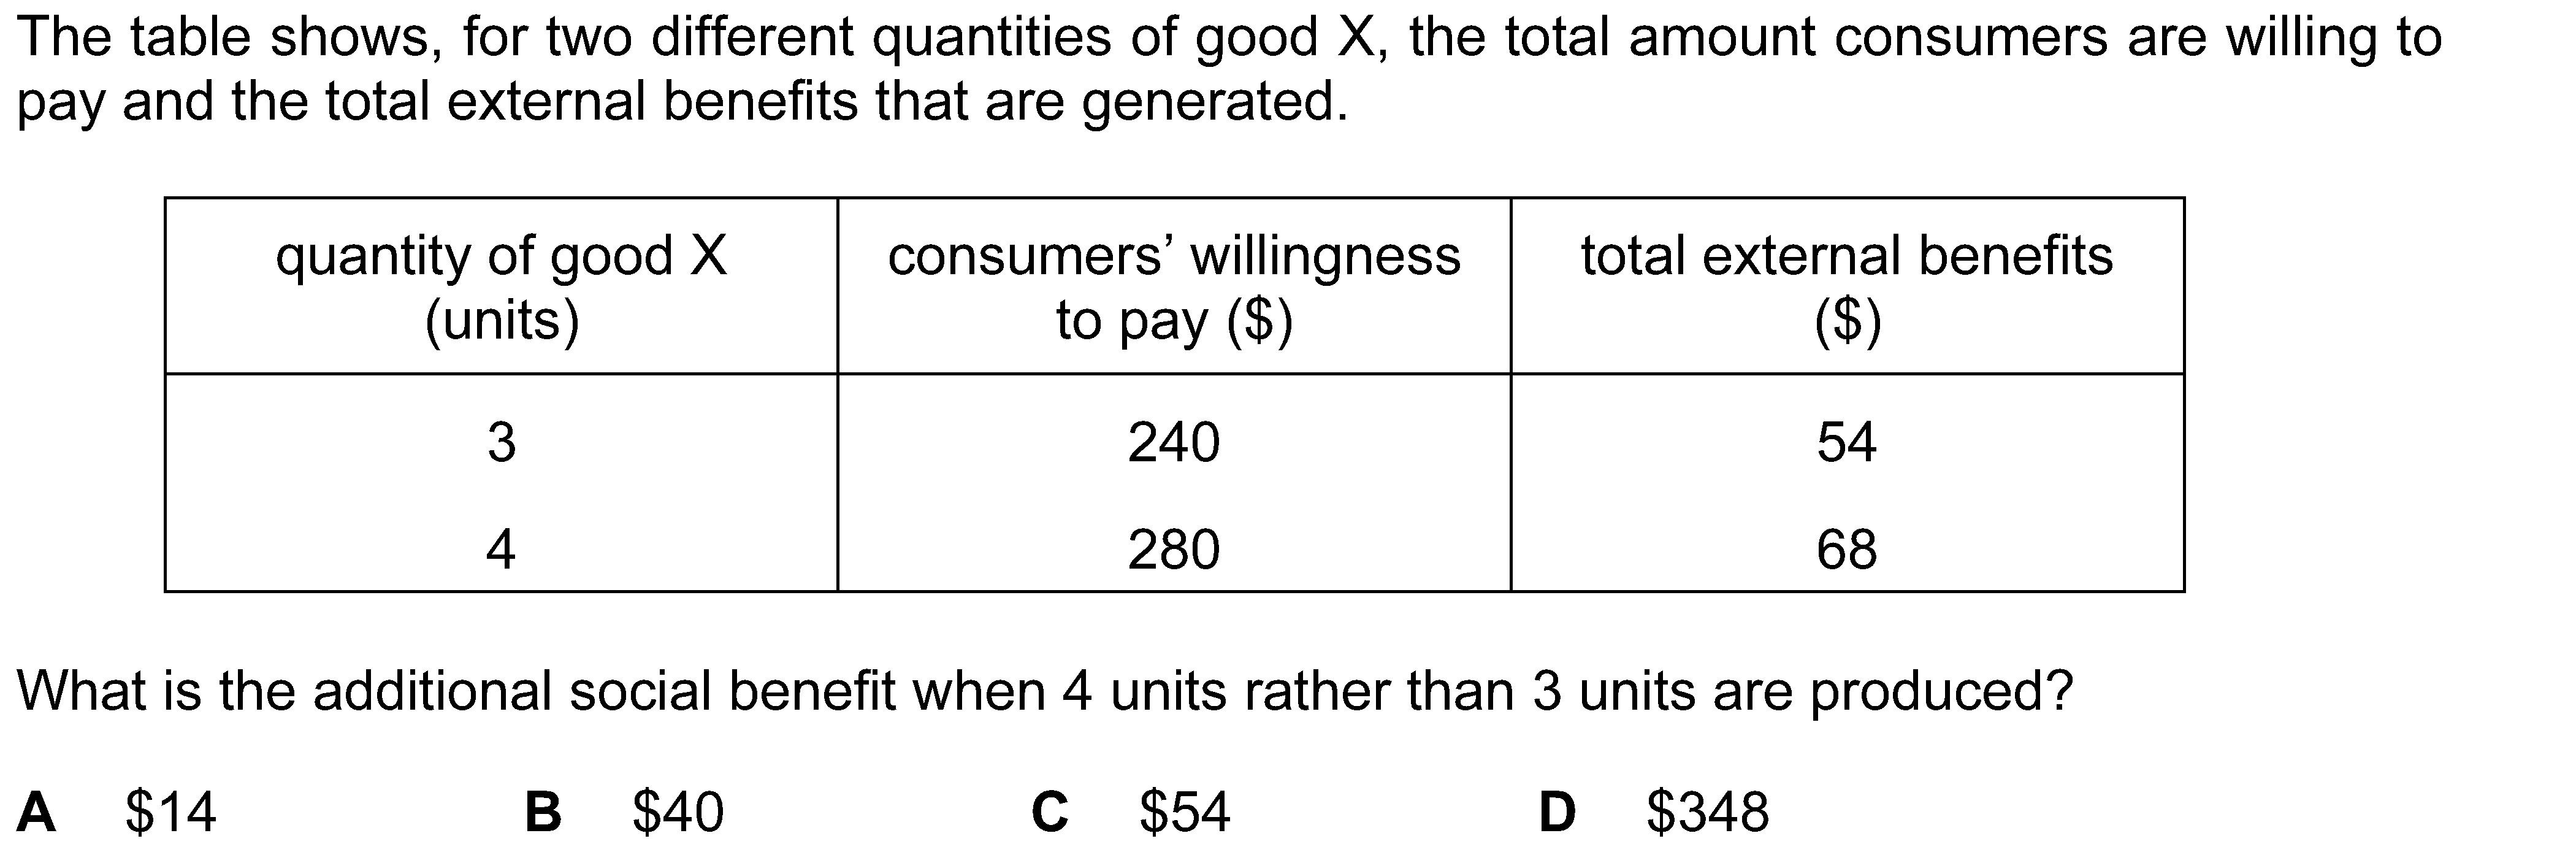 The table shows, for two different quantities of good X, the total amount consumers are willing to
pay and the total external benefits that are generated.
quantity of good X
(units)
consumers’ willingness
to pay ($)
total external benefits
($)
3 240 54
4 280 68
What is the additional social benefit when 4 units rather than 3 units are produced?
A $14 B $40 C $54 D $348